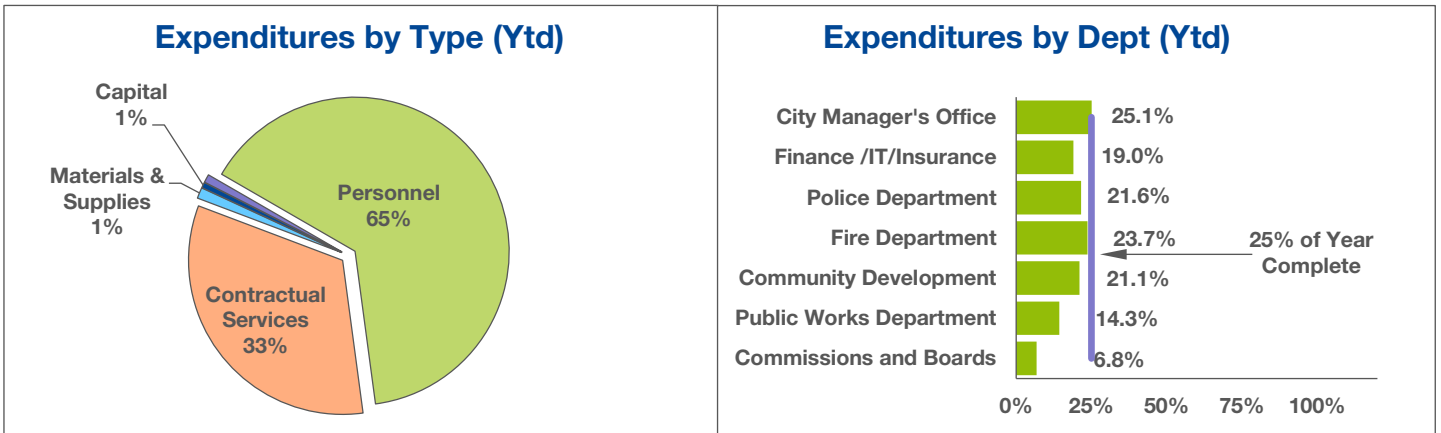 Expenditures by Type (Ytd)
Capital
1%
Materials &
Supplies
1%
Personnel
65%
Contractual
Services
33%
Expenditures by Dept (Ytd)
City Manager's Office 25.1%
Finance /IT/Insurance 19.0%
Police Department 21.6%
Fire Department 23.7%
Community Development 21.1%
Public Works Department 14.3%
Commissions and Boards 6.8%
25% of Year
Complete
0% 25% 50% 75% 100%